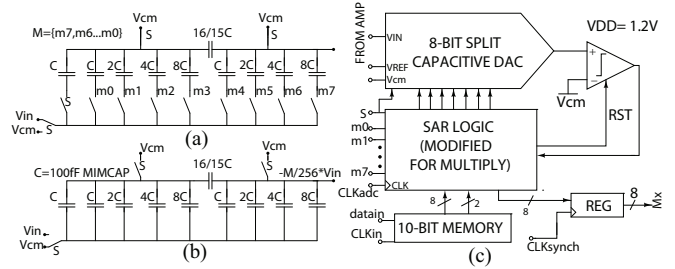 M={m7,m6...m0}
Vcm
S
16/15C
Vcm
S
C
C
2C
4C
8C
C
2C
4C
8C
S
m0
m1
m2
m3
m4
m5
m6
m7
Vin
Vcm
S
(a)
C=100fF MIMCAP
Vcm
S
16/15C
Vcm
S
-M/256*Vin
C
C
2C
4C
8C
C
2C
4C
8C
Vin
Vcm
S
(b)
FROM AMP
VIN
VREF
Vcm
8-BIT SPLIT
CAPACITIVE DAC
VDD= 1.2V
+
−
Vcm
RST
S
m0
m1
m7
CLKadc
CLK
SAR LOGIC
(MODIFIED
FOR MULTIPLY)
8
2
8
datain
CLKin
10-BIT MEMORY
REG
8
Mx
CLKsynch
(c)